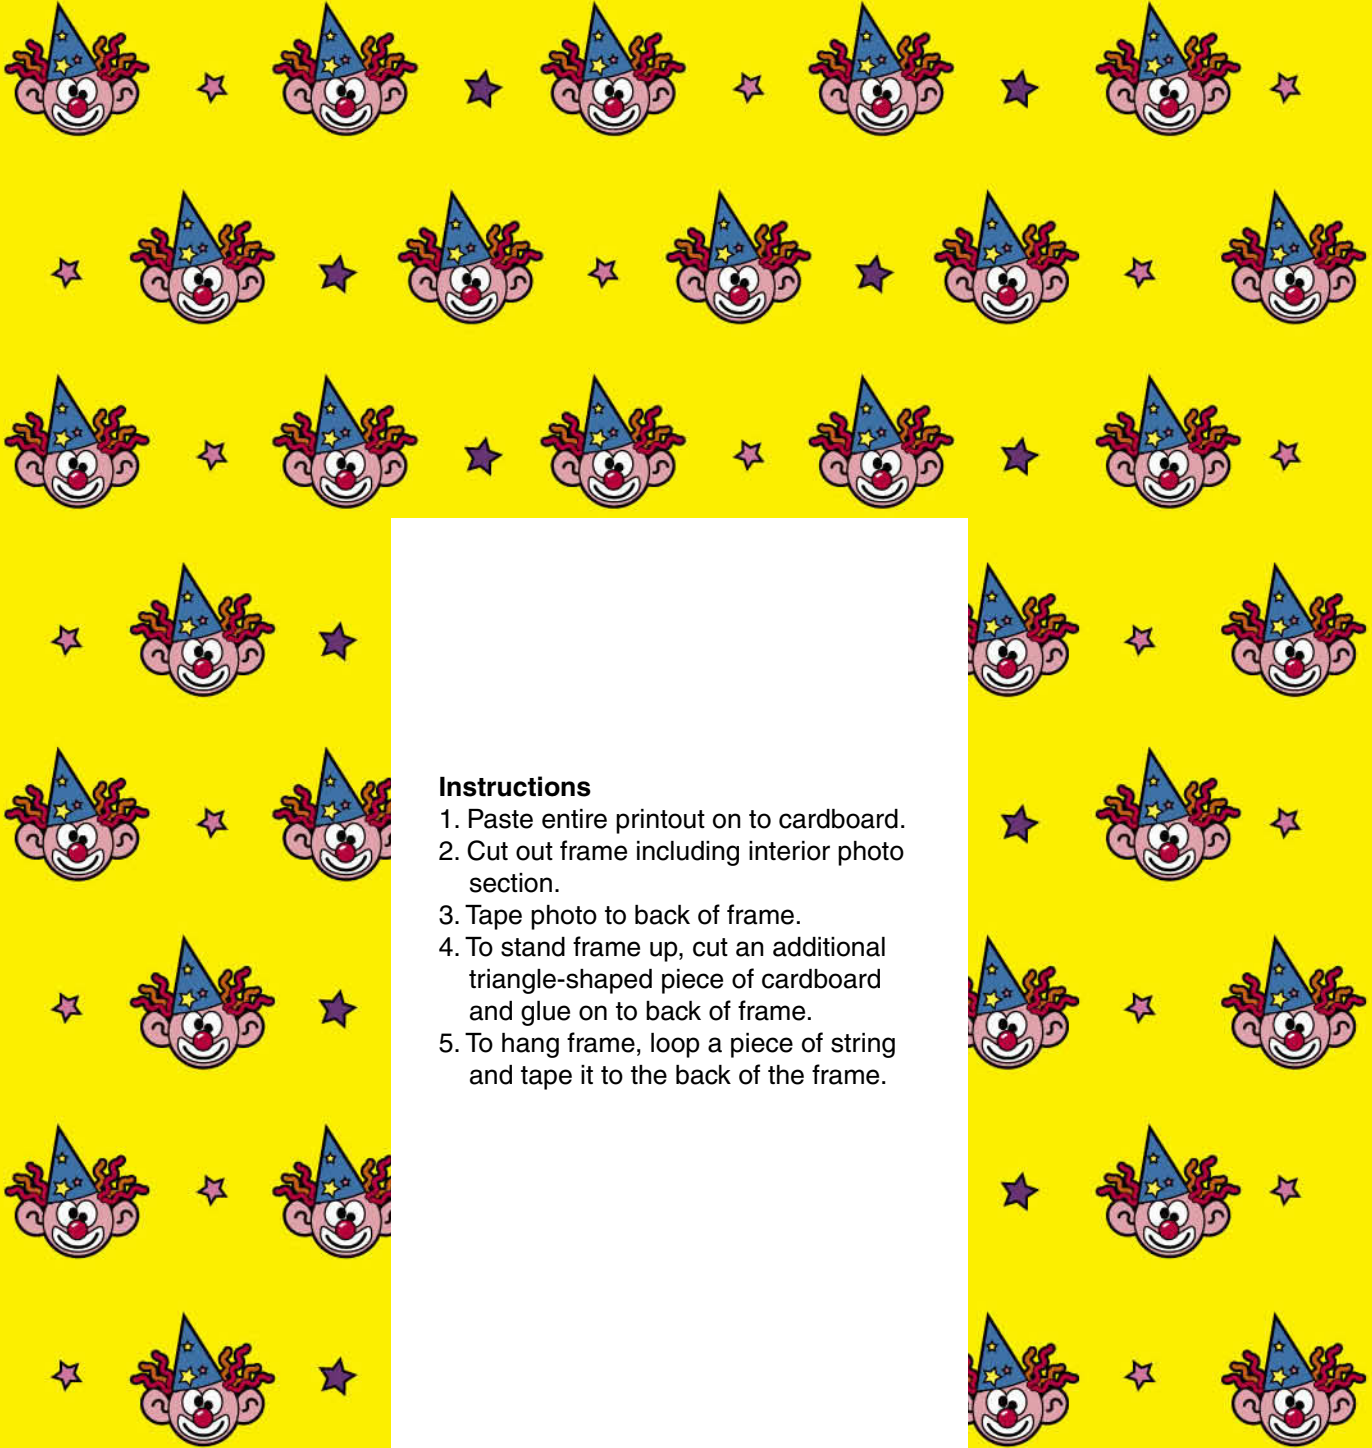 Instructions
1. Paste entire printout on to cardboard.
2. Cut out frame including interior photo
section.
3. Tape photo to back of frame.
4. To stand frame up, cut an additional
triangle-shaped piece of cardboard
and glue on to back of frame.
5. To hang frame, loop a piece of string
and tape it to the back of the frame.